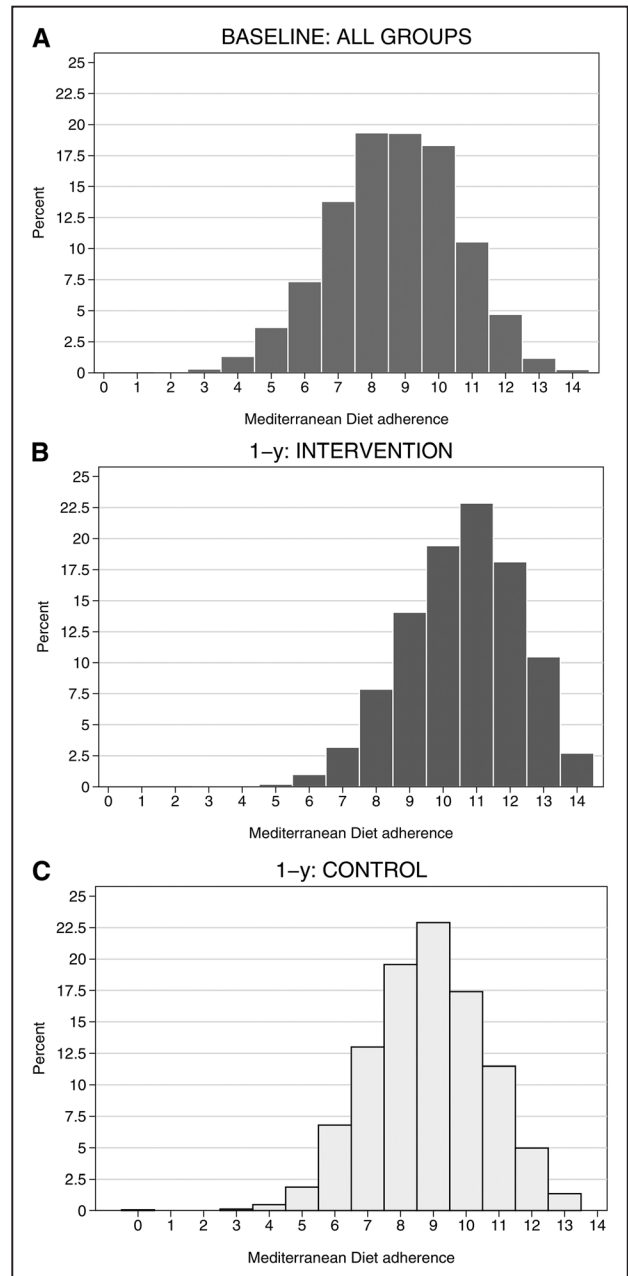 A
BASELINE: ALL GROUPS
25
22.5
20
17.5
15
12.5
10
7.5
5
2.5
0
Percent
0 1 2 3 4 5 6 7 8 9 10 11 12 13 14
Mediterranean Diet adherence
B
1–y: INTERVENTION
25
22.5
20
17.5
15
12.5
10
7.5
5
2.5
0
Percent
0 1 2 3 4 5 6 7 8 9 10 11 12 13 14
Mediterranean Diet adherence
C
1–y: CONTROL
25
22.5
20
17.5
15
12.5
10
7.5
5
2.5
0
Percent
0 1 2 3 4 5 6 7 8 9 10 11 12 13 14
Mediterranean Diet adherence